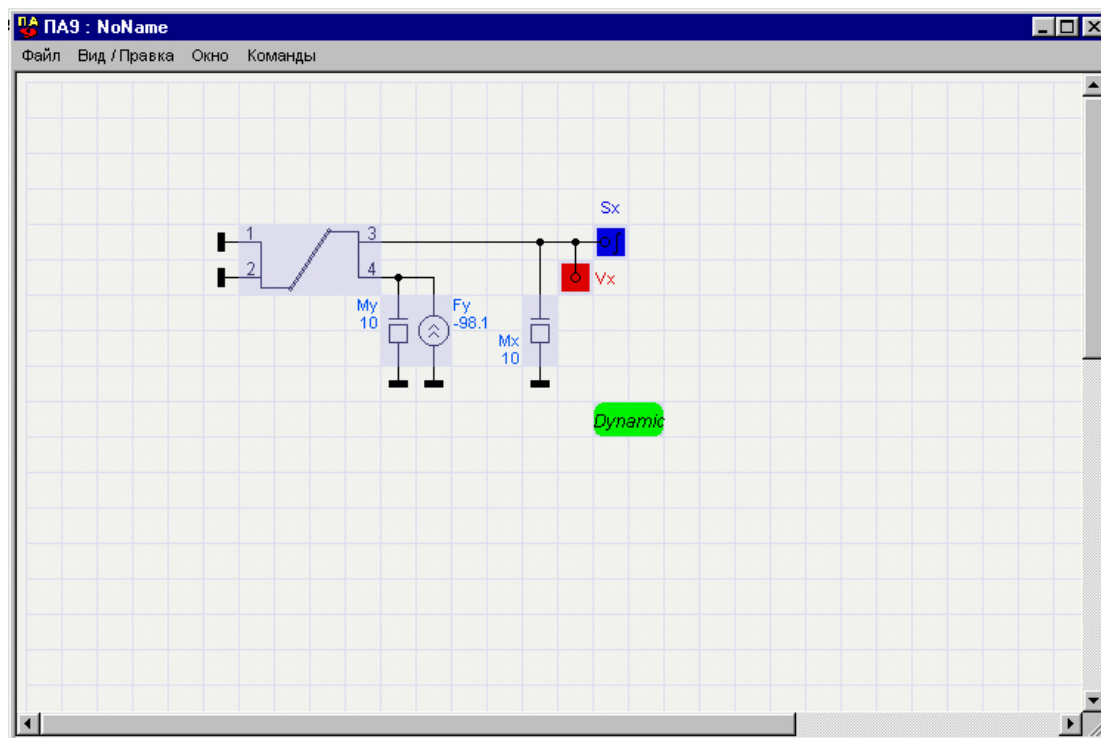 ПА9 : NoName
Файл Вид / Правка Окно Команды
Sx
1 3
2 4
Vx
My
10
Fy
-98.1
Mx
10
Dynamic